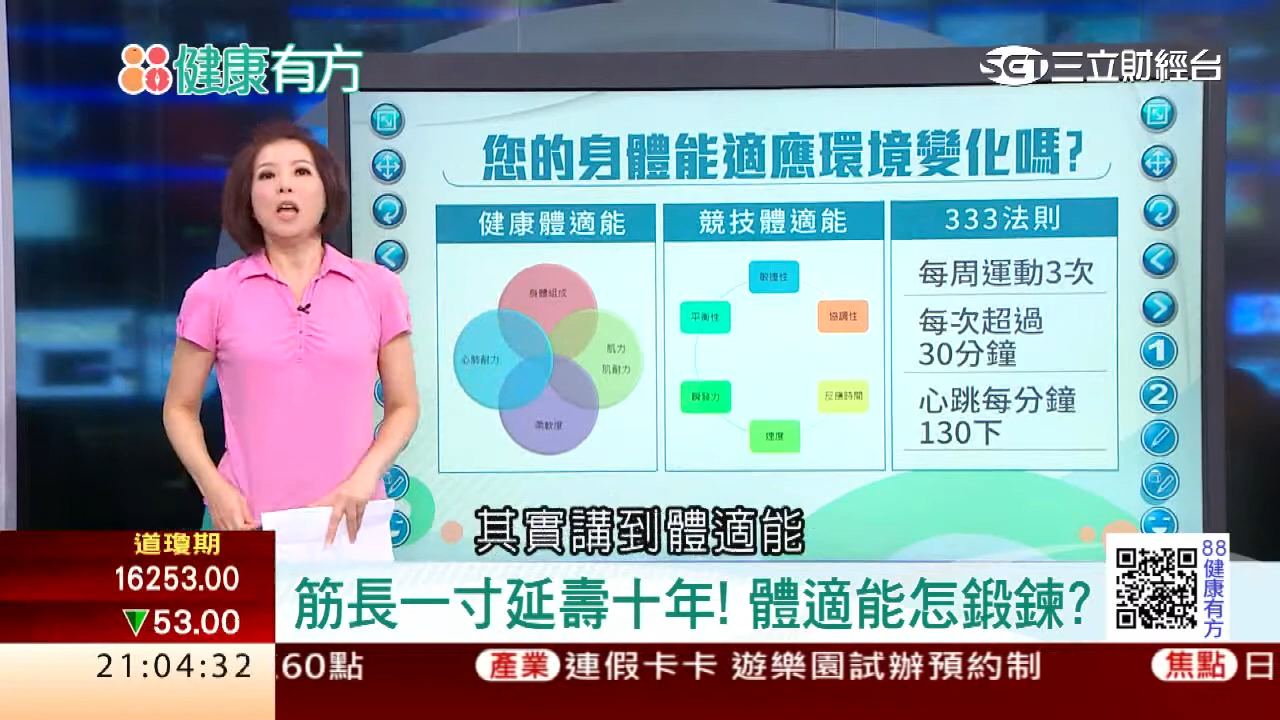 88健康有方
SET三立財經台
您的身體能適應環境變化嗎?
健康體適能
身體組成
心肺耐力
肌力
肌耐力
柔軟度
競技體適能
敏捷性
平衡性
協調性
瞬發力
反應時間
速度
333法則
每周運動3次
每次超過
30分鐘
心跳每分鐘
130下
1
2
其實講到體適能
道瓊期
16253.00
▼53.00
筋長一寸延壽十年! 體適能怎鍛鍊?
88健康有方
21:04:32
60點 產業 連假卡卡 遊樂園試辦預約制 焦點 日